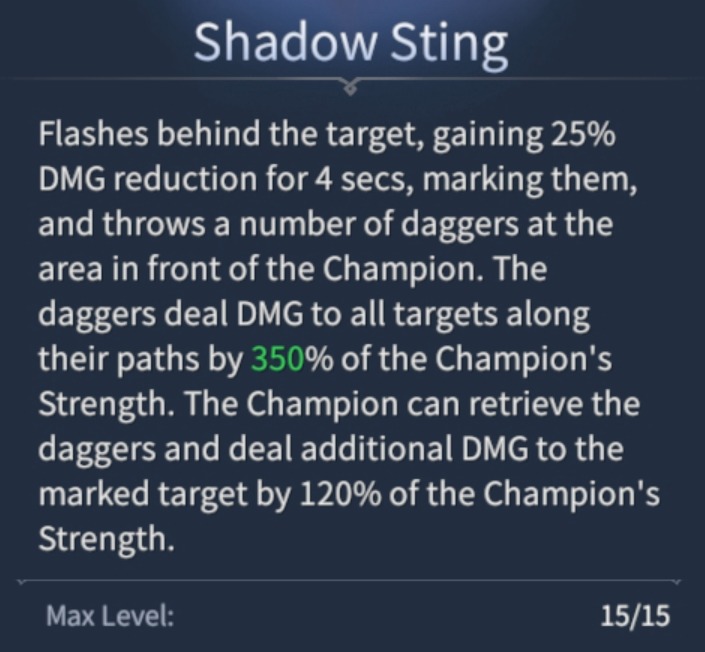 Shadow Sting
Flashes behind the target, gaining 25%
DMG reduction for 4 secs, marking them,
and throws a number of daggers at the
area in front of the Champion. The
daggers deal DMG to all targets along
their paths by 350% of the Champion's
Strength. The Champion can retrieve the
daggers and deal additional DMG to the
marked target by 120% of the Champion's
Strength.
Max Level: 15/15